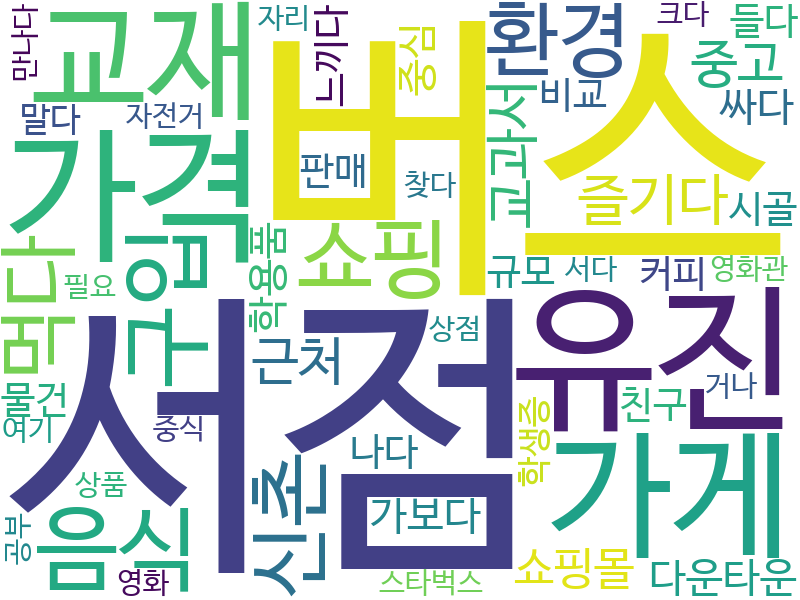 만나다
교재
자리
느끼다
중심
환경
크다
들다
중고
말다
자전거
버스
비교
싸다
가격
판매
찾다
교과서
즐기다
시골
먹다
구입
학용품
쇼핑
필요
규모
서다
커피
영화관
서점
근처
상점
유진
물건
여기
중식
나다
학생증
친구
거나
상품
신촌
가보다
가게
공부
음식
영화
스타벅스
쇼핑몰
다운타운